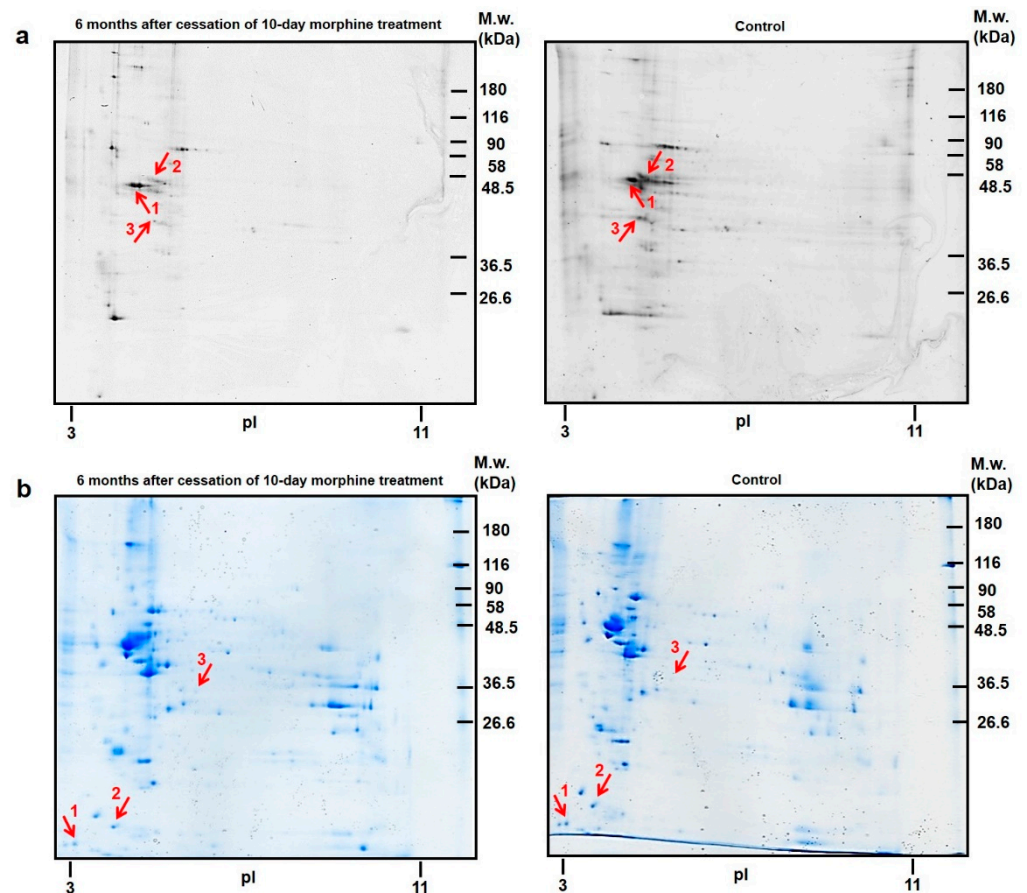 a
6 months after cessation of 10-day morphine treatment
M.w.
(kDa)
180
116
90
58
48.5
36.5
26.6
2
1
3
3
pI
11
Control
M.w.
(kDa)
180
116
90
58
48.5
36.5
26.6
2
1
3
3
pI
11
b
6 months after cessation of 10-day morphine treatment
M.w.
(kDa)
180
116
90
58
48.5
36.5
26.6
3
2
1
3
pI
11
Control
M.w.
(kDa)
180
116
90
58
48.5
36.5
26.6
3
2
1
3
pI
11